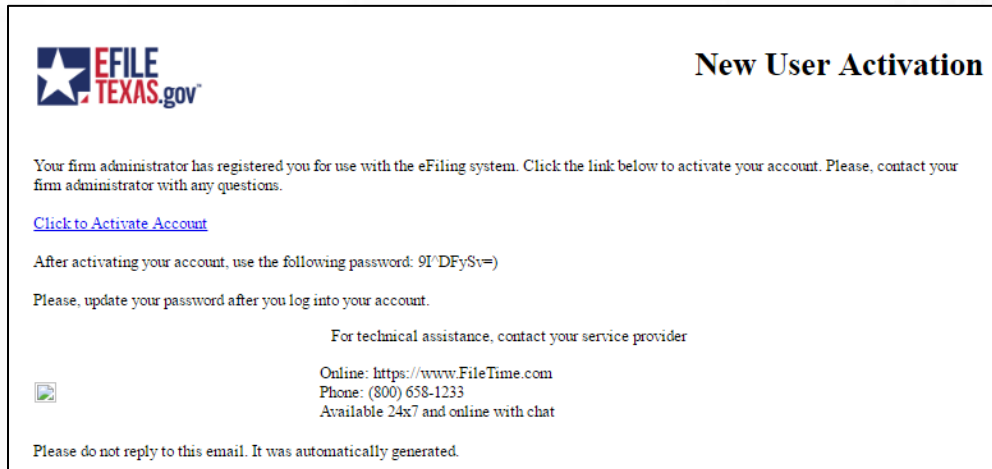 EFILE
TEXAS.gov™
New User Activation
Your firm administrator has registered you for use with the eFiling system. Click the link below to activate your account. Please, contact your
firm administrator with any questions.
Click to Activate Account
After activating your account, use the following password: 9I^DFySv=)
Please, update your password after you log into your account.
For technical assistance, contact your service provider
Online: https://www.FileTime.com
Phone: (800) 658-1233
Available 24x7 and online with chat
Please do not reply to this email. It was automatically generated.